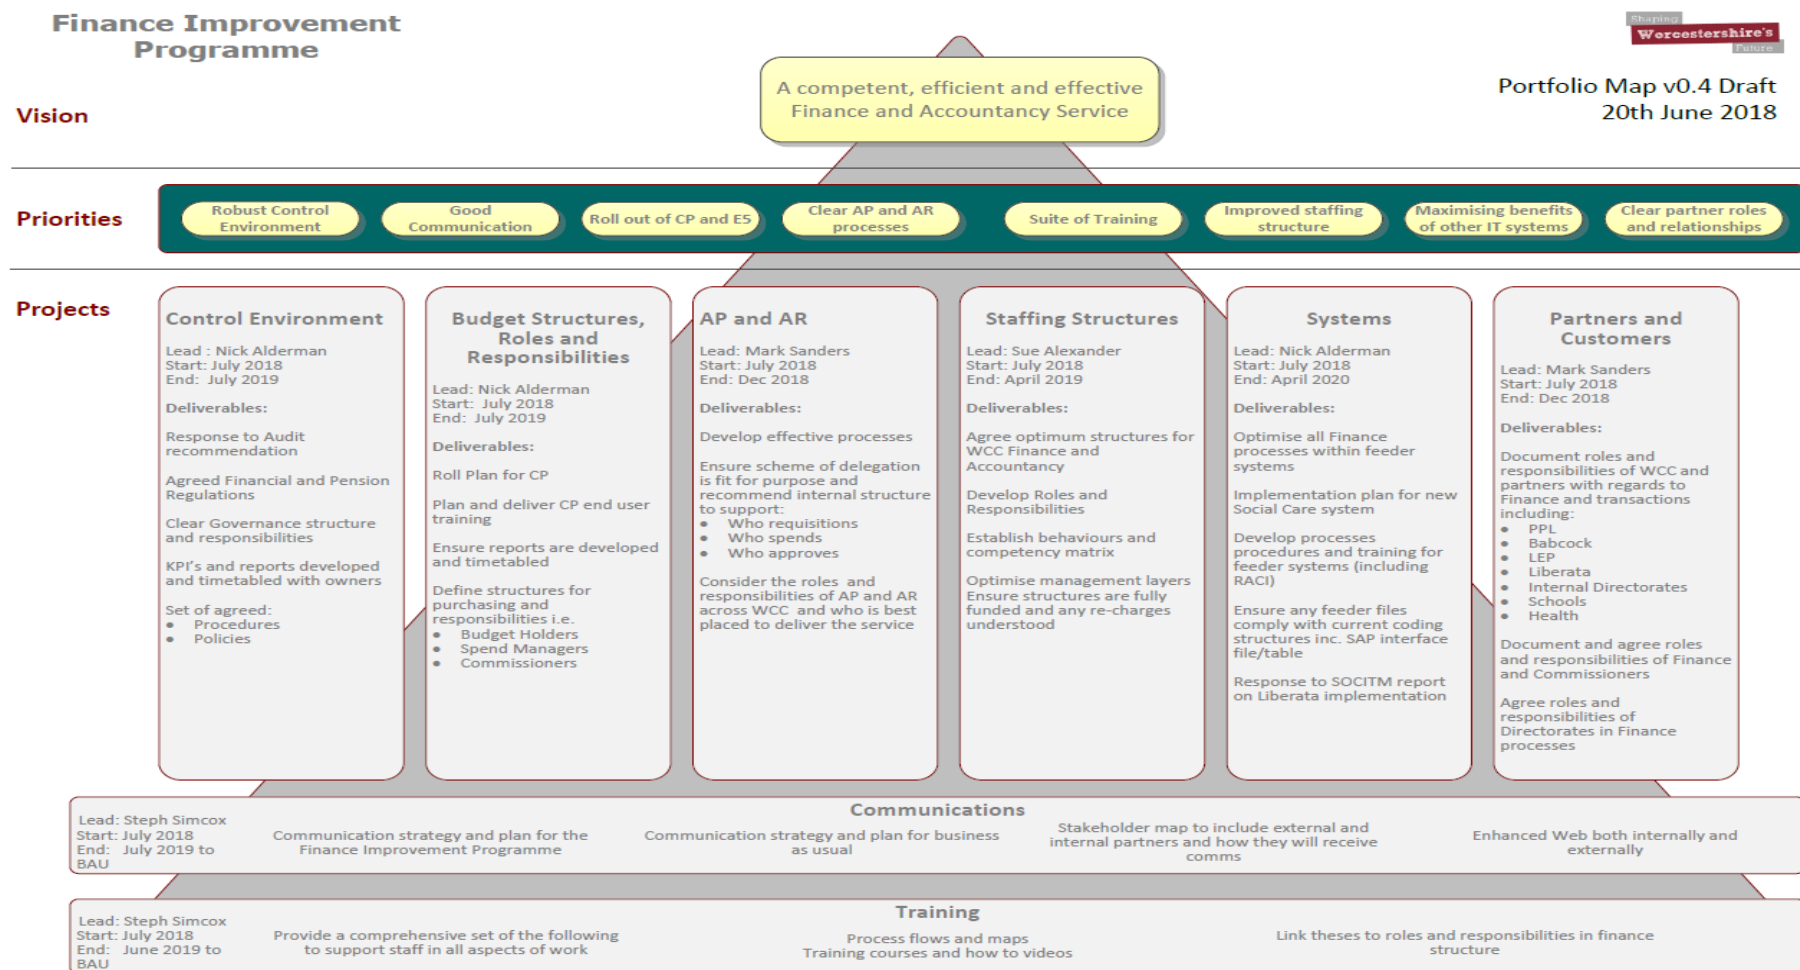 Finance Improvement
Programme
Shaping
Worcestershire's
Future
Portfolio Map v0.4 Draft
20th June 2018
Vision
A competent, efficient and effective
Finance and Accountancy Service
Priorities
Robust Control
Environment
Good
Communication
Roll out of CP and E5
Clear AP and AR
processes
Suite of Training
Improved staffing
structure
Maximising benefits
of other IT systems
Clear partner roles
and relationships
Projects
Control Environment
Lead : Nick Alderman
Start: July 2018
End:  July 2019
Deliverables:
Response to Audit
recommendation
Agreed Financial and Pension
Regulations
Clear Governance structure
and responsibilities
KPI's and reports developed
and timetabled with owners
Set of agreed:
• Procedures
• Policies
Budget Structures,
Roles and
Responsibilities
Lead: Nick Alderman
Start:  July 2018
End:  July 2019
Deliverables:
Roll Plan for CP
Plan and deliver CP end user
training
Ensure reports are developed
and timetabled
Define structures for
purchasing and
responsibilities i.e.
• Budget Holders
• Spend Managers
• Commissioners
AP and AR
Lead: Mark Sanders
Start: July 2018
End: Dec 2018
Deliverables:
Develop effective processes
Ensure scheme of delegation
is fit for purpose and
recommend internal structure
to support:
• Who requisitions
• Who spends
• Who approves
Consider the roles and
responsibilities of AP and AR
across WCC and who is best
placed to deliver the service
Staffing Structures
Lead: Sue Alexander
Start: July 2018
End: April 2019
Deliverables:
Agree optimum structures for
WCC Finance and
Accountancy
Develop Roles and
Responsibilities
Establish behaviours and
competency matrix
Optimise management layers
Ensure structures are fully
funded and any re-charges
understood
Systems
Lead: Nick Alderman
Start: July 2018
End: April 2020
Deliverables:
Optimise all Finance
processes within feeder
systems
Implementation plan for new
Social Care system
Develop processes
procedures and training for
feeder systems (including
RACI)
Ensure any feeder files
comply with current coding
structures inc. SAP interface
file/table
Response to SOCITM report
on Liberata implementation
Partners and
Customers
Lead: Mark Sanders
Start: July 2018
End: Dec 2018
Deliverables:
Document roles and
responsibilities of WCC and
partners with regards to
Finance and transactions
including:
• PPL
• Babcock
• LEP
• Liberata
• Internal Directorates
• Schools
• Health
Document and agree roles
and responsibilities of Finance
and Commissioners
Agree roles and
responsibilities of
Directorates in Finance
processes
Communications
Lead: Steph Simcox
Start: July 2018
End:   July 2019 to
BAU
Communication strategy and plan for the
Finance Improvement Programme
Communication strategy and plan for business
as usual
Stakeholder map to include external and
internal partners and how they will receive
comms
Enhanced Web both internally and
externally
Training
Lead: Steph Simcox
Start: July 2018
End:   June 2019 to
BAU
Provide a comprehensive set of the following
to support staff in all aspects of work
Process flows and maps
Training courses and how to videos
Link theses to roles and responsibilities in finance
structure